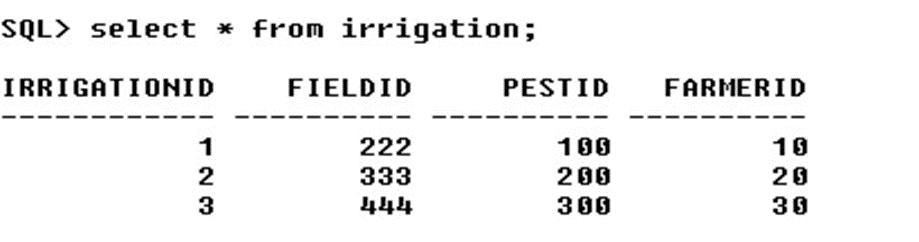 SQL> select * from irrigation;
IRRIGATIONID FIELDID PESTID FARMERID
------------ ---------- ---------- ----------
1 222 100 10
2 333 200 20
3 444 300 30